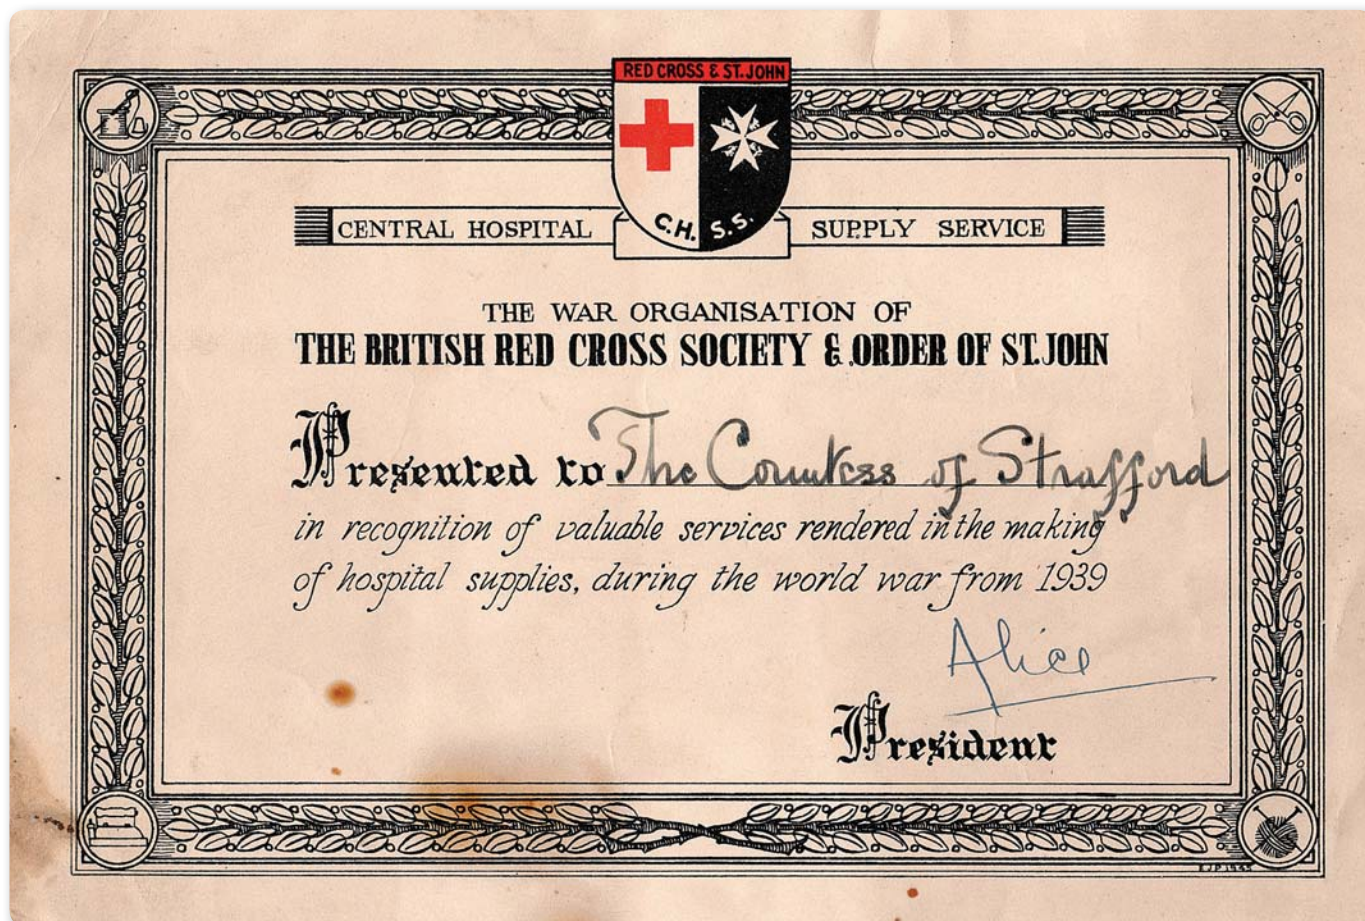 RED CROSS & ST. JOHN
C.H. S.S.
CENTRAL HOSPITAL SUPPLY SERVICE
THE WAR ORGANISATION OF
THE BRITISH RED CROSS SOCIETY & ORDER OF ST. JOHN
Presented to The Countess of Strafford
in recognition of valuable services rendered in the making
of hospital supplies, during the world war from 1939
Alice
President